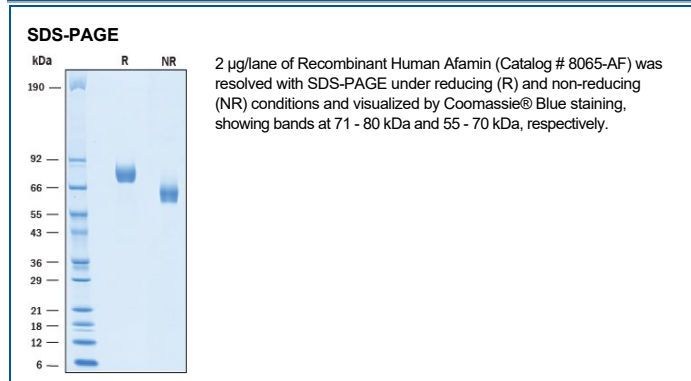 SDS-PAGE
kDa R NR
2 µg/lane of Recombinant Human Afamin (Catalog # 8065-AF) was
resolved with SDS-PAGE under reducing (R) and non-reducing
(NR) conditions and visualized by Coomassie® Blue staining,
showing bands at 71 - 80 kDa and 55 - 70 kDa, respectively.
190
92
66
55
43
36
29
21
18
12
6